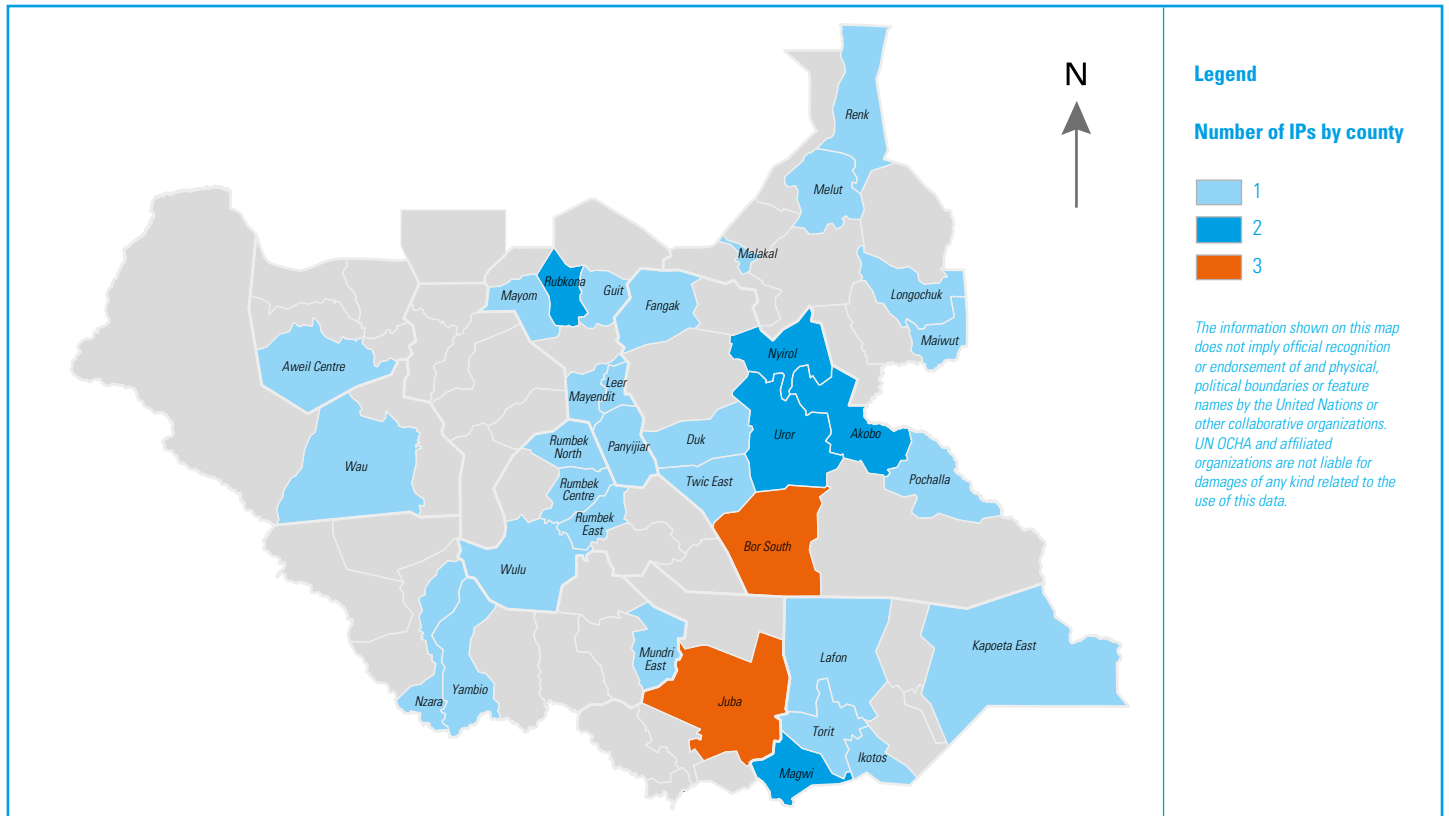 N
Renk
Melut
Malakal
Rubkona
Guit
Mayom
Fangak
Longochuk
Maiwut
Nyirol
Aweil Centre
Leer
Mayendit
Wau
Rumbek
North
Panyijiar
Duk
Uror
Akobo
Twic East
Pochalla
Rumbek
Centre
Rumbek
East
Bor South
Wulu
Mundri
East
Lafon
Kapoeta East
Nzara
Yambio
Juba
Torit
Ikotos
Magwi
Legend
Number of IPs by county
1
2
3
The information shown on this map
does not imply official recognition
or endorsement of and physical,
political boundaries or feature
names by the United Nations or
other collaborative organizations.
UN OCHA and affiliated
organizations are not liable for
damages of any kind related to the
use of this data.